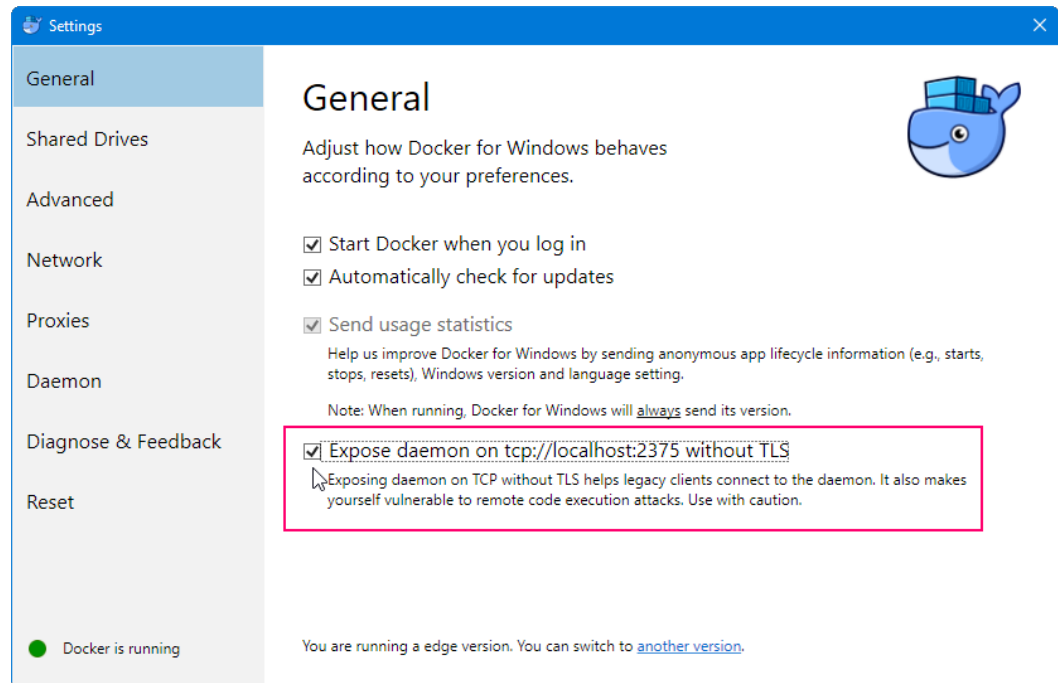 Settings
General
Shared Drives
Advanced
Network
Proxies
Daemon
Diagnose & Feedback
Reset
Docker is running
General
Adjust how Docker for Windows behaves
according to your preferences.
Start Docker when you log in
Automatically check for updates
Send usage statistics
Help us improve Docker for Windows by sending anonymous app lifecycle information (e.g., starts,
stops, resets), Windows version and language setting.
Note: When running, Docker for Windows will always send its version.
Expose daemon on tcp://localhost:2375 without TLS
Exposing daemon on TCP without TLS helps legacy clients connect to the daemon. It also makes
yourself vulnerable to remote code execution attacks. Use with caution.
You are running a edge version. You can switch to another version.